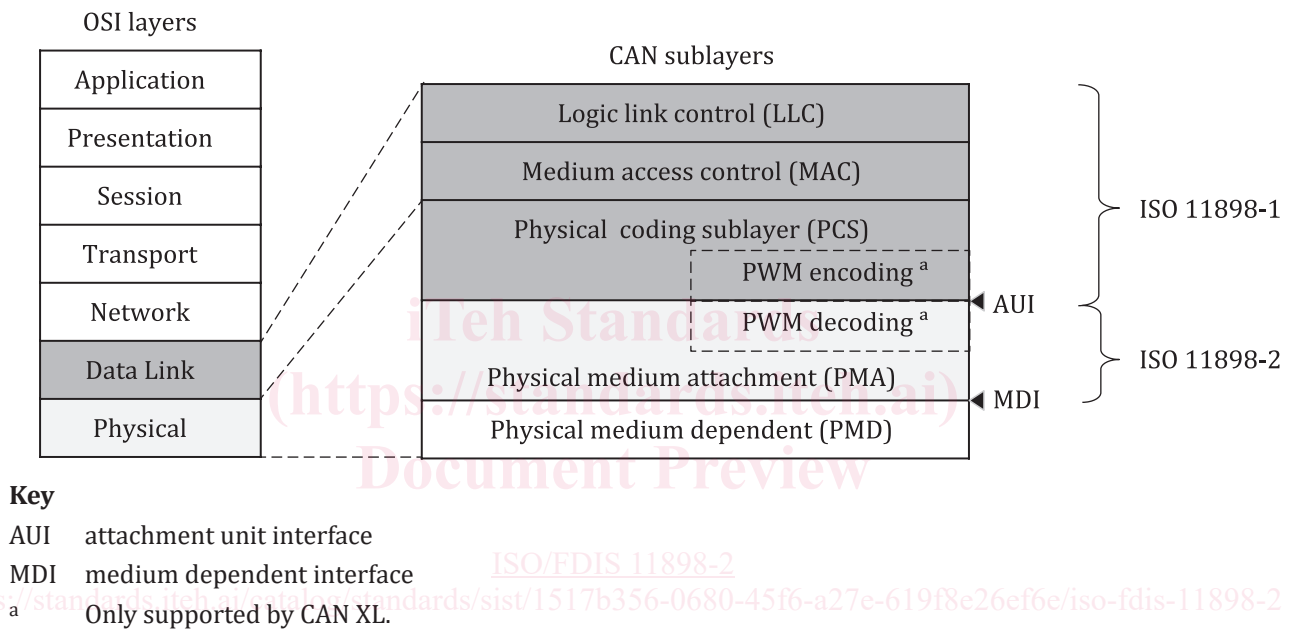 OSI layers
Application
Presentation
Session
Transport
Network
Data Link
Physical
CAN sublayers
Logic link control (LLC)
Medium access control (MAC)
Physical coding sublayer (PCS)
PWM encoding a
PWM decoding a
Physical medium attachment (PMA)
Physical medium dependent (PMD)
AUI
MDI
ISO 11898-1
ISO 11898-2
iTeh Standards
(https://standards.iteh.ai)
Document Preview
Key
AUI attachment unit interface
MDI medium dependent interface
ISO/FDIS 11898-2
s://standards.iteh.ai/catalog/standards/sist/1517b356-0680-45f6-a27e-619f8e26ef6e/iso-fdis-11898-2
a Only supported by CAN XL.